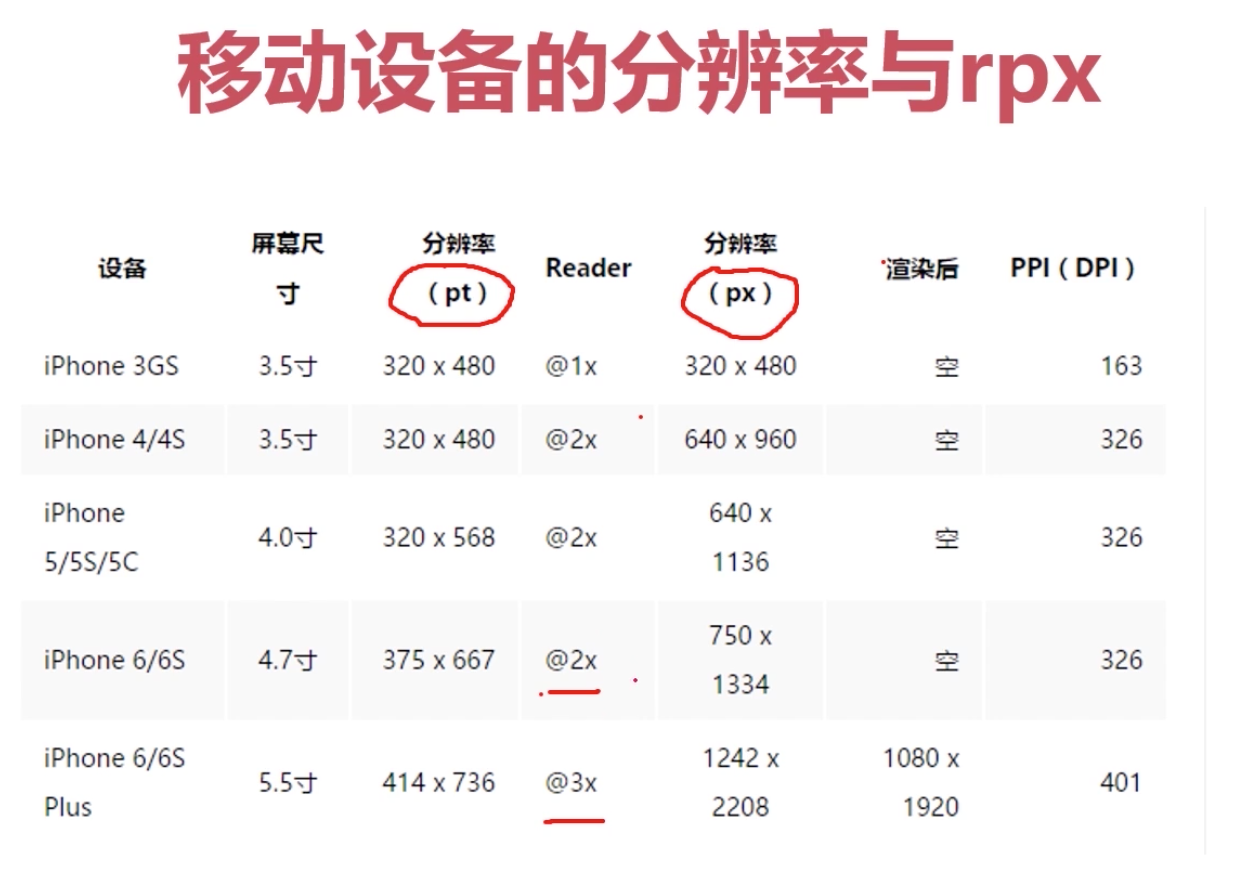 移动设备的分辨率与rpx
设备 屏幕尺寸 分辨率（pt） Reader 分辨率（px） 渲染后 PPI（DPI）
iPhone 3GS 3.5寸 320 x 480 @1x 320 x 480 空 163
iPhone 4/4S 3.5寸 320 x 480 @2x 640 x 960 空 326
iPhone 5/5S/5C 4.0寸 320 x 568 @2x 640 x 1136 空 326
iPhone 6/6S 4.7寸 375 x 667 @2x 750 x 1334 空 326
iPhone 6/6S Plus 5.5寸 414 x 736 @3x 1242 x 2208 1080 x 1920 401